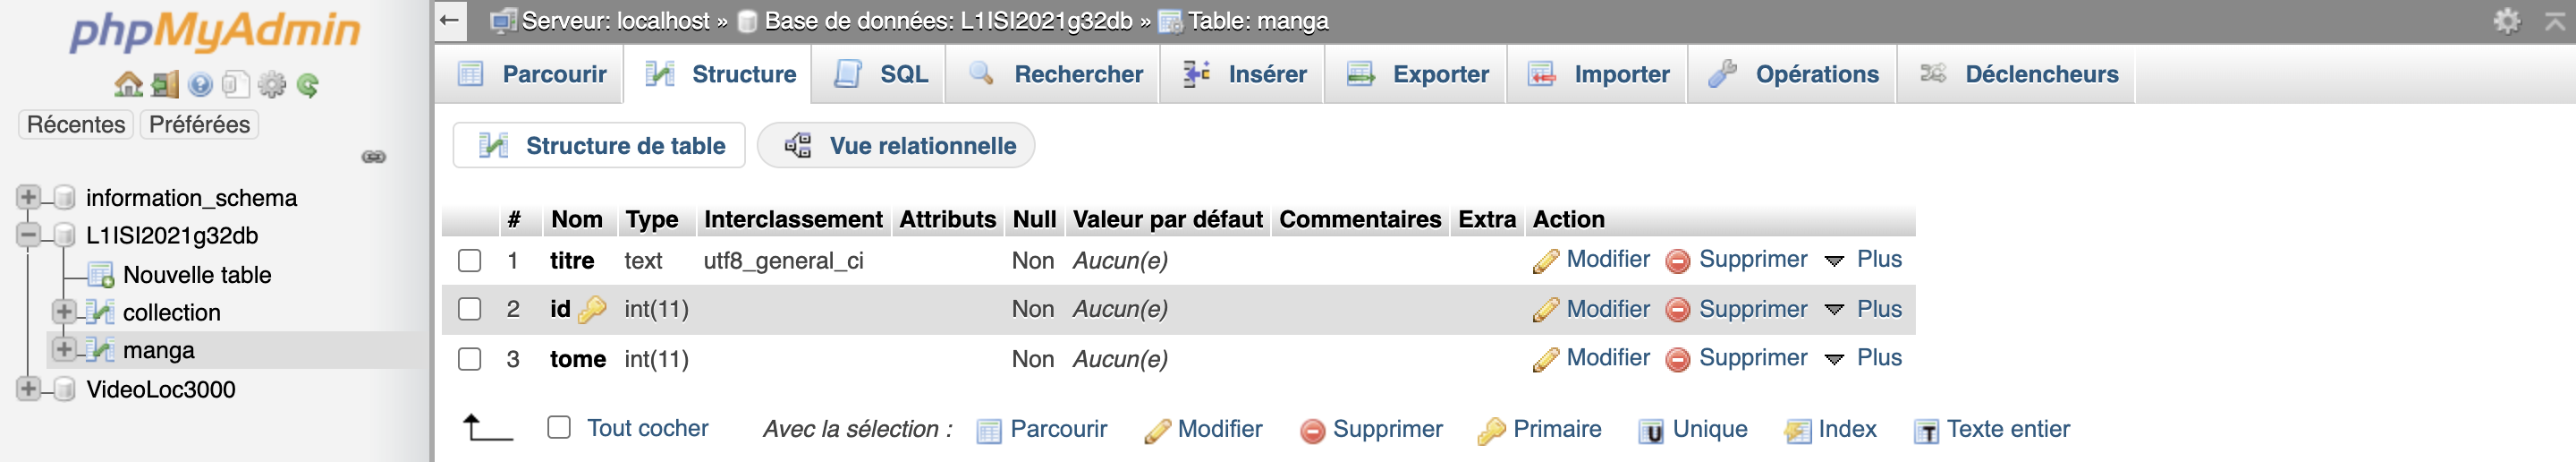 phpMyAdmin
Récentes Préférées
information_schema
L1ISI2021g32db
Nouvelle table
collection
manga
VideoLoc3000
Serveur: localhost » Base de données: L1ISI2021g32db » Table: manga
Parcourir Structure SQL Rechercher Insérer Exporter Importer Opérations Déclencheurs
Structure de table Vue relationnelle
# Nom Type Interclassement Attributs Null Valeur par défaut Commentaires Extra Action
1 titre text utf8_general_ci Non Aucun(e) Modifier Supprimer Plus
2 id int(11) Non Aucun(e) Modifier Supprimer Plus
3 tome int(11) Non Aucun(e) Modifier Supprimer Plus
Tout cocher Avec la sélection : Parcourir Modifier Supprimer Primaire Unique Index Texte entier